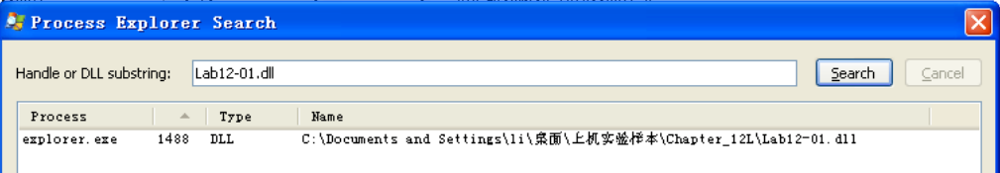 Process Explorer Search
Handle or DLL substring: Lab12-01.dll Search Cancel
Process Type Name
explorer.exe 1488 DLL C:\Documents and Settings\li\桌面\上机实验样本\Chapter_12L\Lab12-01.dll